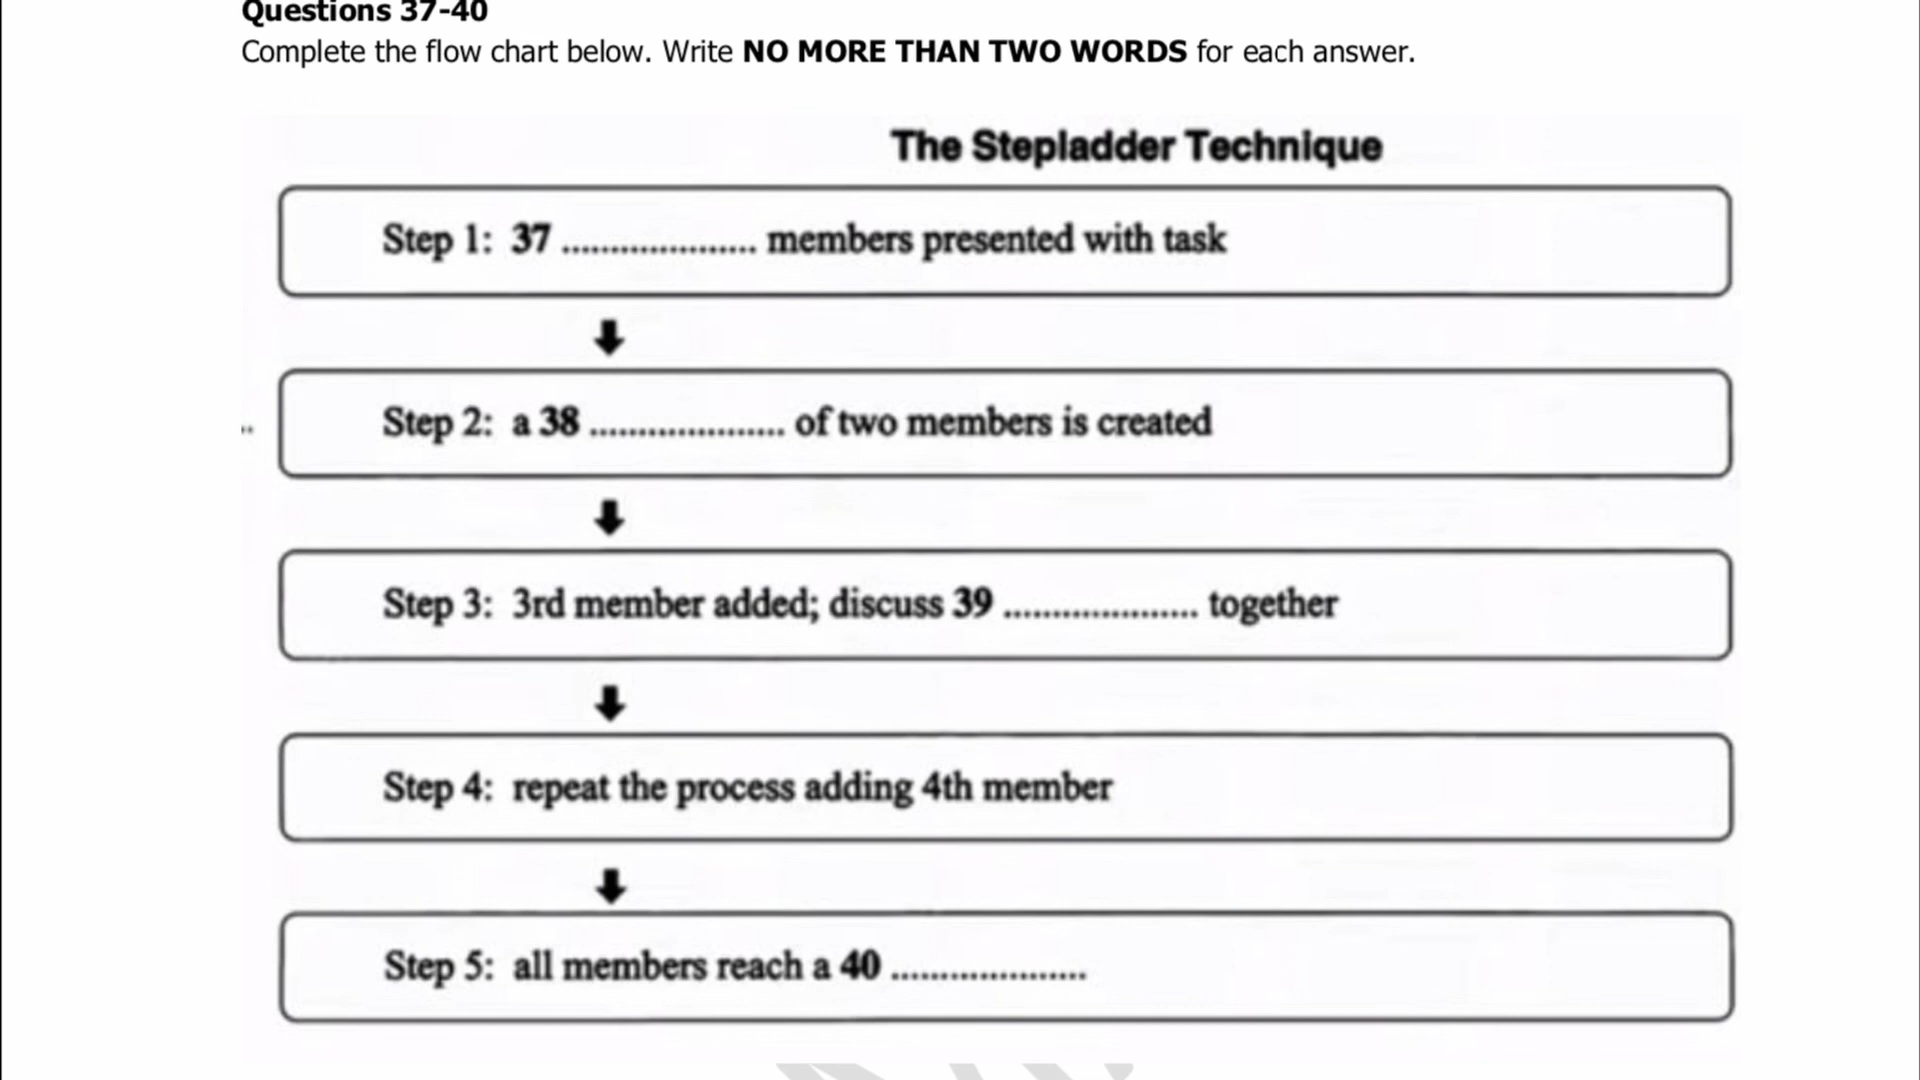 Questions 37-40
Complete the flow chart below. Write NO MORE THAN TWO WORDS for each answer.
The Stepladder Technique
Step 1: 37 .................... members presented with task
Step 2: a 38 .................... of two members is created
Step 3: 3rd member added; discuss 39 .................... together
Step 4: repeat the process adding 4th member
Step 5: all members reach a 40 ....................